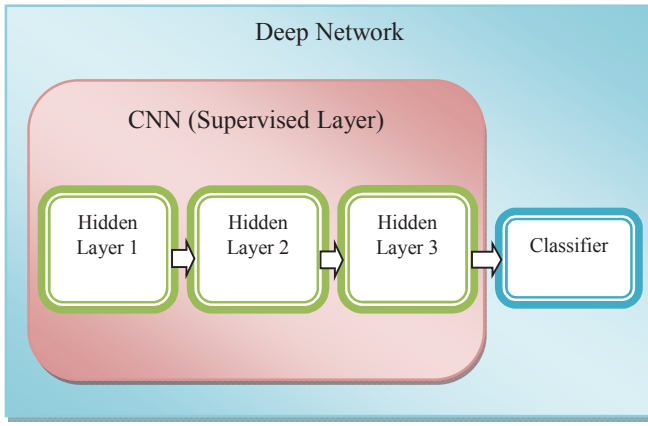 Deep Network
CNN (Supervised Layer)
Hidden
Layer 1
Hidden
Layer 2
Hidden
Layer 3
Classifier